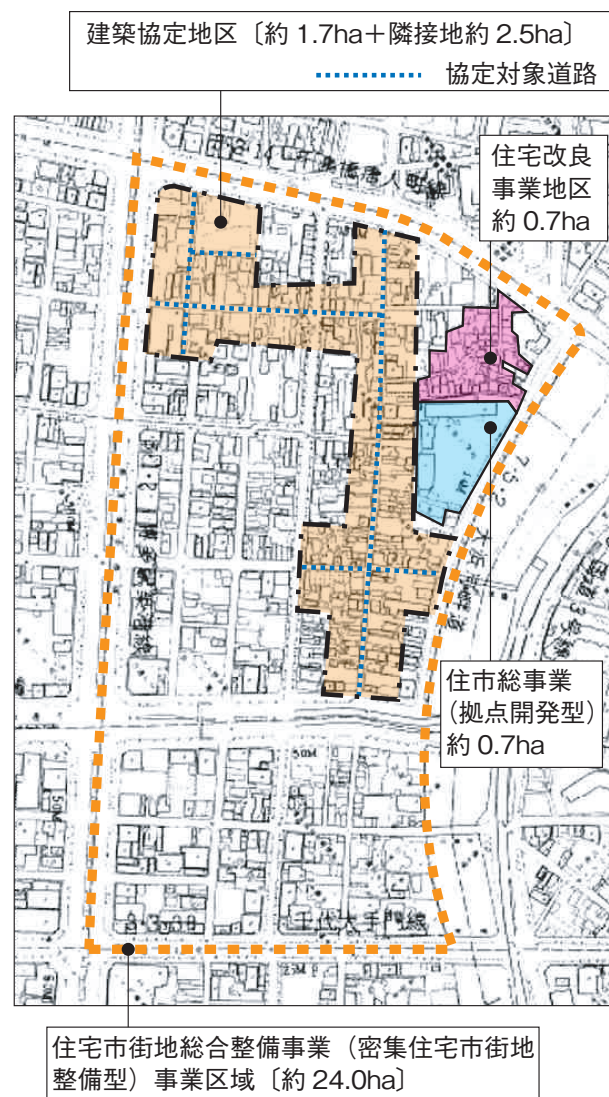 建築協定地区〔約 1.7ha+隣接地約 2.5ha〕
協定対象道路
住宅改良
事業地区
約 0.7ha
住市総事業
(拠点開発型)
約 0.7ha
千代大手門線
50M
住宅市街地総合整備事業（密集住宅市街地
整備型）事業区域〔約 24.0ha〕